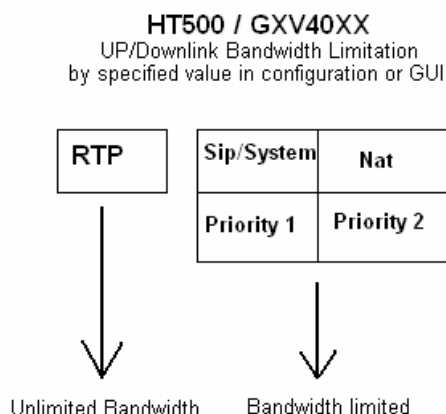 HT500 / GXV40XX
UP/Downlink Bandwidth Limitation
by specified value in configuration or GUI
RTP
Sip/System
Nat
Priority 1
Priority 2
Unlimited Bandwidth
Bandwidth limited